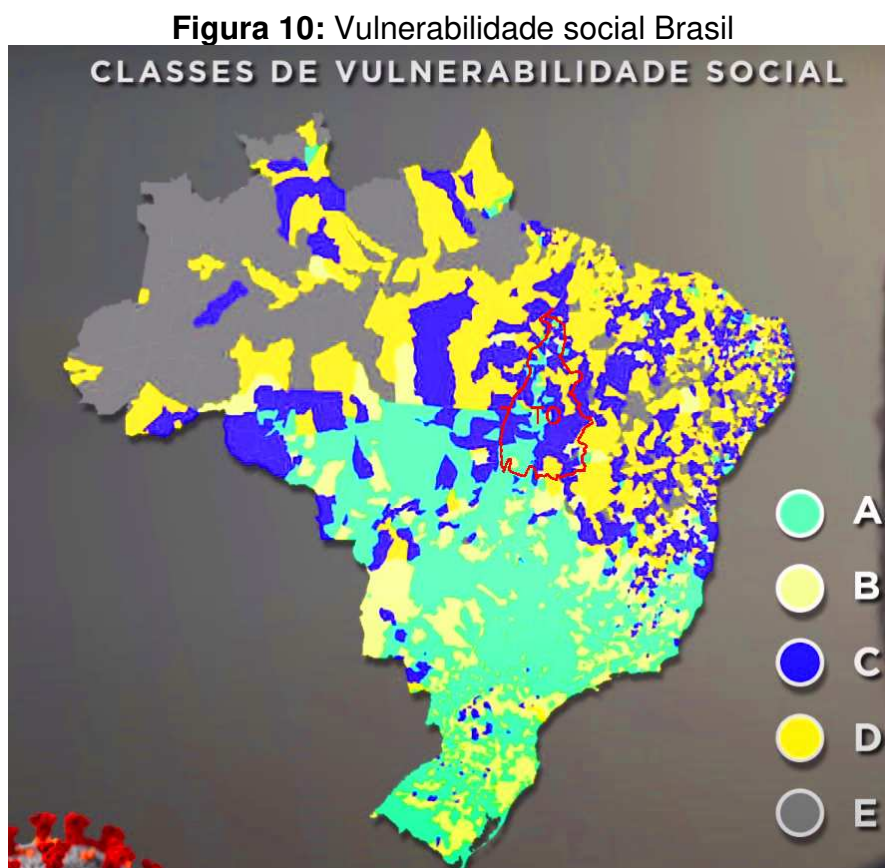 Figura 10: Vulnerabilidade social Brasil
CLASSES DE VULNERABILIDADE SOCIAL
TO
A
B
C
D
E